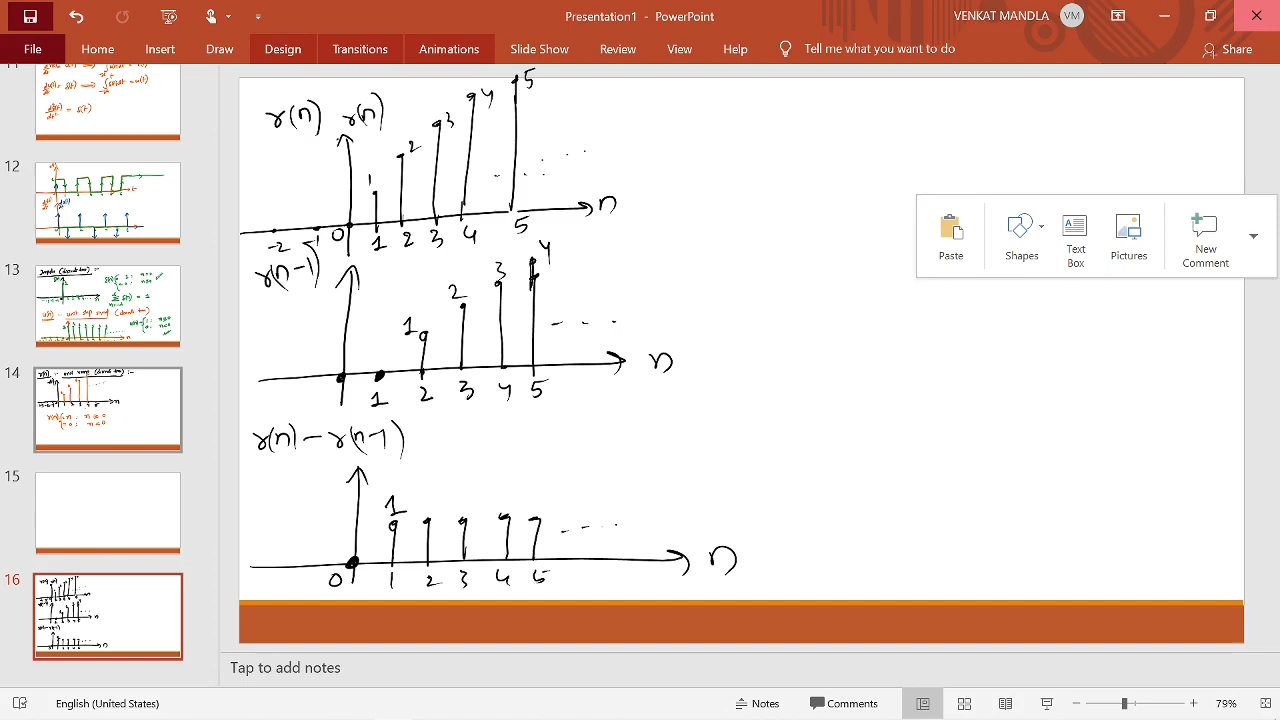 Presentation1 - PowerPoint
VENKAT MANDLA
VM
File Home Insert Draw Design Transitions Animations Slide Show Review View Help Tell me what you want to do Share
12
13
14
15
16
r(n) r(n)
1 2 3 4 5
-2 -1 0 1 2 3 4 5 n
r(n-1)
1 2 3 4
1 2 3 4 5 n
r(n) - r(n-1)
1
0 1 2 3 4 5 n
Paste Shapes Text Box Pictures New Comment
Tap to add notes
English (United States) Notes Comments 79%